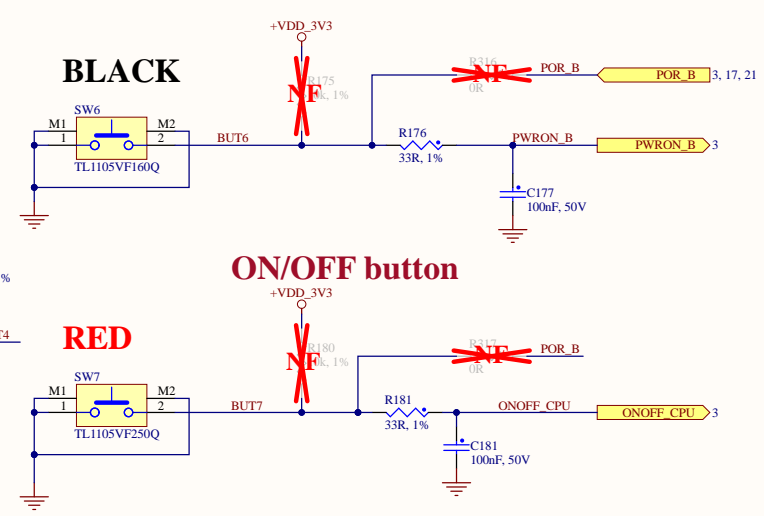 +VDD_3V3
BLACK
R175
NF
k, 1%
R316
NF
0R
POR_B
POR_B
3, 17, 21
SW6
M1
M2
1
2
TL1105VF160Q
BUT6
R176
33R, 1%
PWRON_B
PWRON_B
3
C177
100nF, 50V
%
ON/OFF button
+VDD_3V3
T4
RED
R180
NF
k, 1%
R317
NF
0R
POR_B
SW7
M1
M2
1
2
TL1105VF250Q
BUT7
R181
33R, 1%
ONOFF_CPU
ONOFF_CPU
3
C181
100nF, 50V